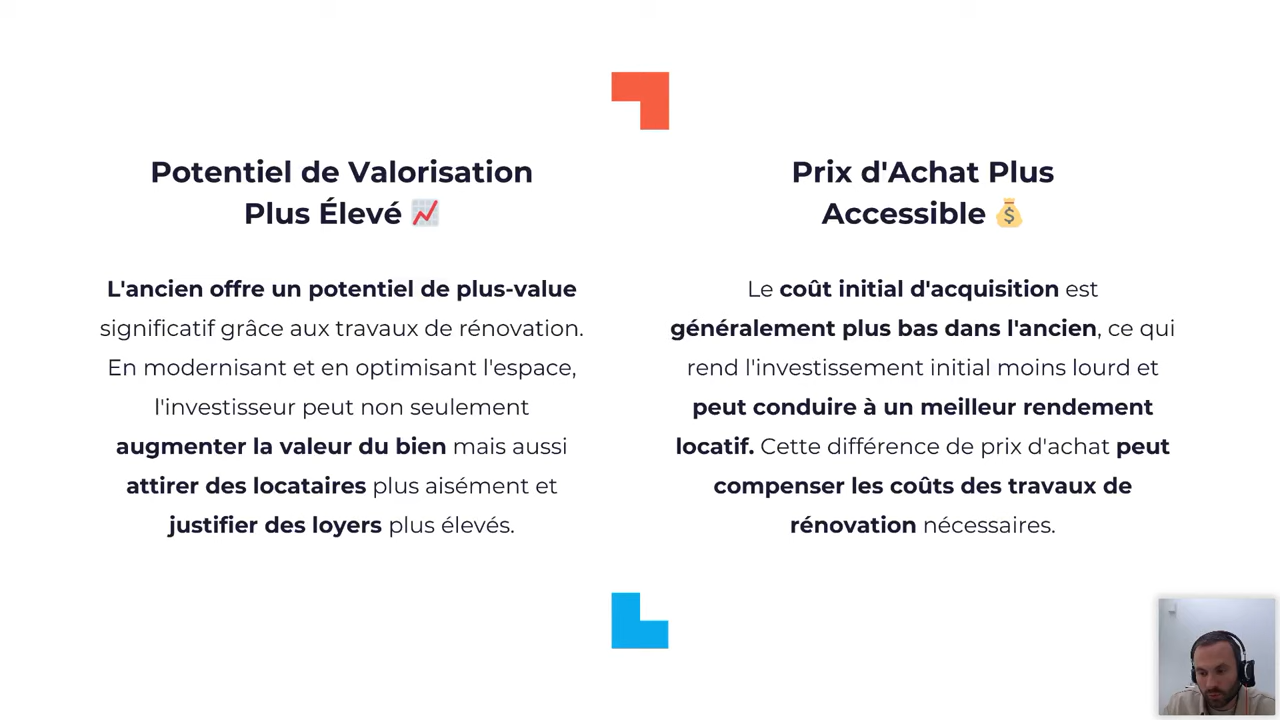 Potentiel de Valorisation
Plus Élevé 📈
L'ancien offre un potentiel de plus-value
significatif grâce aux travaux de rénovation.
En modernisant et en optimisant l'espace,
l'investisseur peut non seulement
augmenter la valeur du bien mais aussi
attirer des locataires plus aisément et
justifier des loyers plus élevés.
Prix d'Achat Plus
Accessible 💰
Le coût initial d'acquisition est
généralement plus bas dans l'ancien, ce qui
rend l'investissement initial moins lourd et
peut conduire à un meilleur rendement
locatif. Cette différence de prix d'achat peut
compenser les coûts des travaux de
rénovation nécessaires.